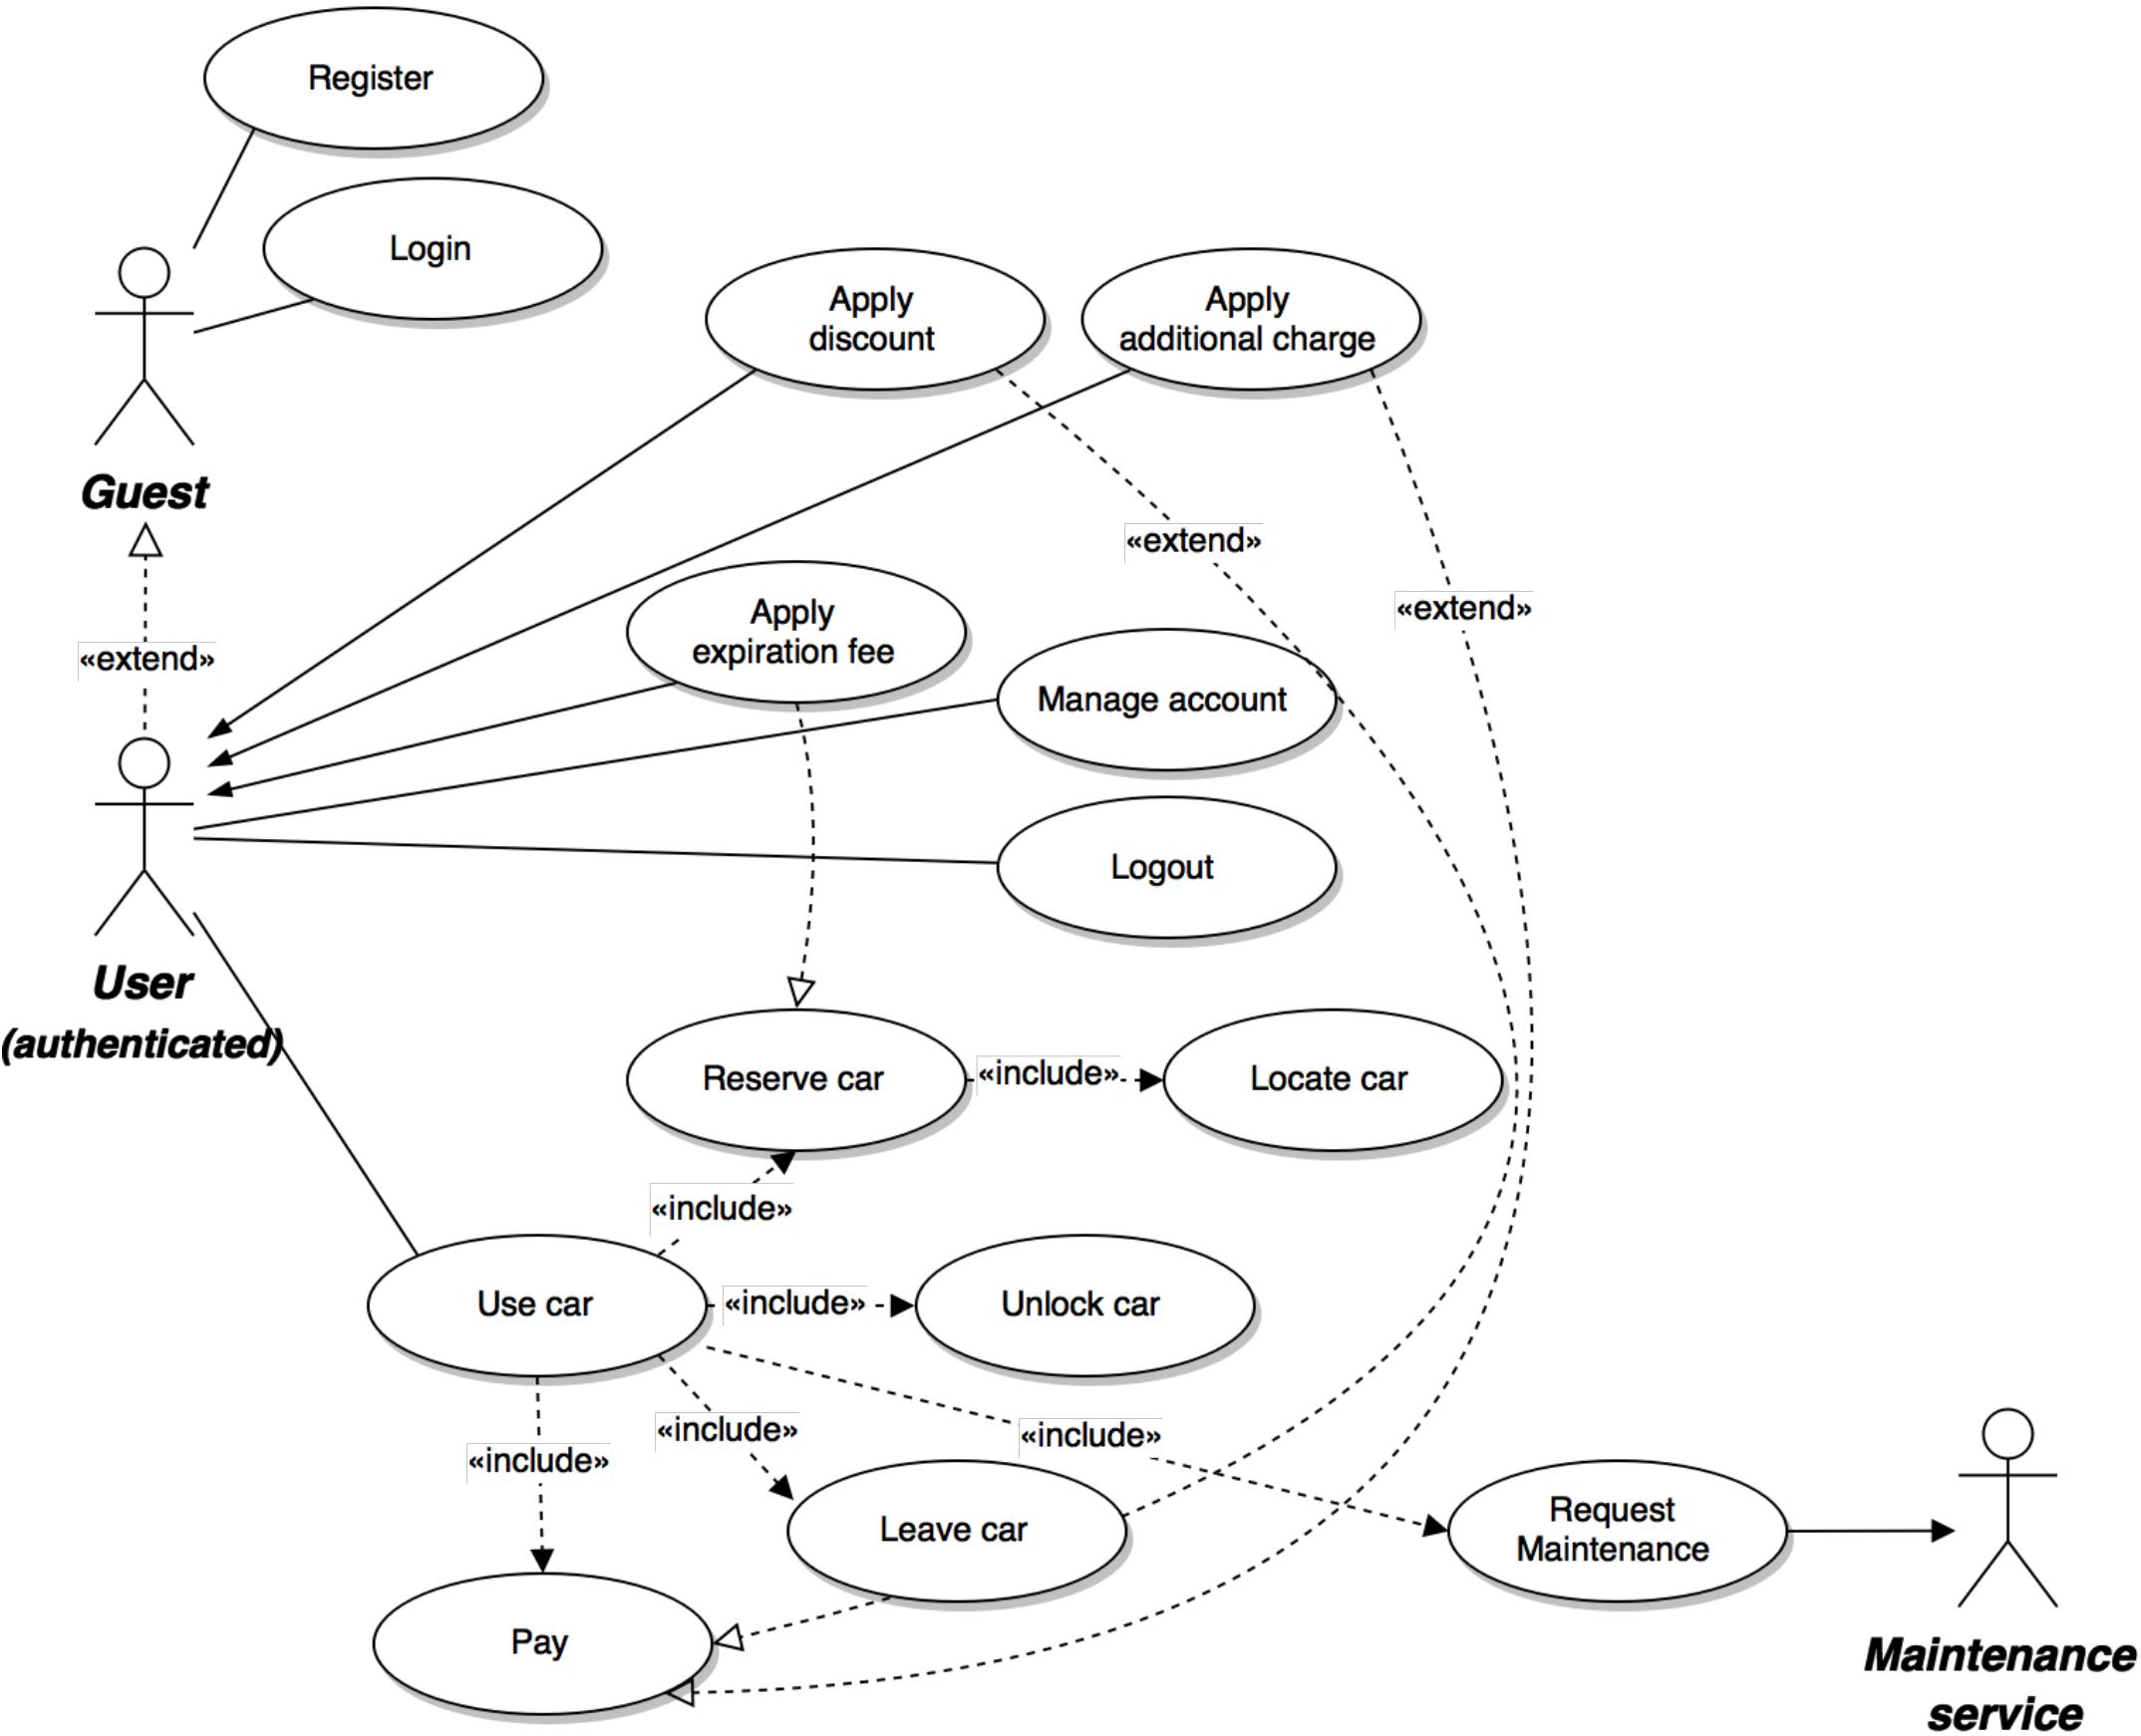 Register
Login
Apply
discount
Apply
additional charge
Guest
«extend»
«extend»
Apply
expiration fee
«extend»
Manage account
Logout
User
(authenticated)
Reserve car
«include»
Locate car
«include»
Use car
«include»
Unlock car
«include»
«include»
«include»
Leave car
Request
Maintenance
Pay
Maintenance
service